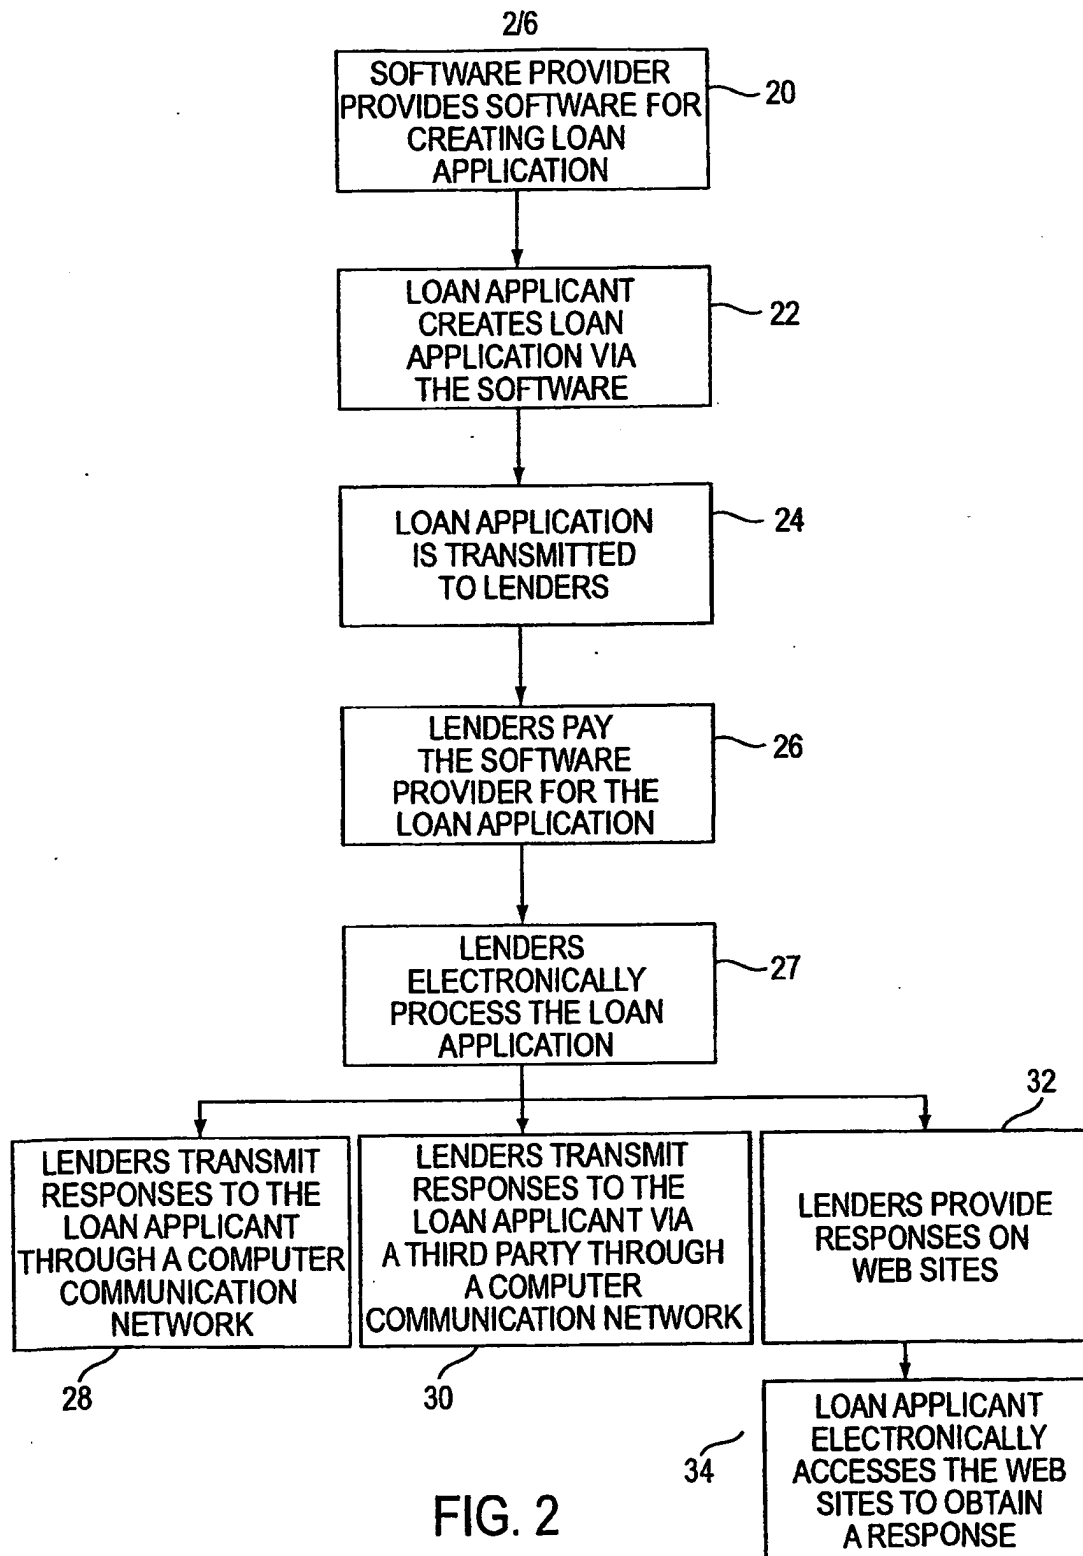 2/6
SOFTWARE PROVIDER
PROVIDES SOFTWARE FOR
CREATING LOAN
APPLICATION
20
LOAN APPLICANT
CREATES LOAN
APPLICATION VIA
THE SOFTWARE
22
LOAN APPLICATION
IS TRANSMITTED
TO LENDERS
24
LENDERS PAY
THE SOFTWARE
PROVIDER FOR THE
LOAN APPLICATION
26
LENDERS
ELECTRONICALLY
PROCESS THE LOAN
APPLICATION
27
LENDERS TRANSMIT
RESPONSES TO THE
LOAN APPLICANT
THROUGH A COMPUTER
COMMUNICATION
NETWORK
28
LENDERS TRANSMIT
RESPONSES TO THE
LOAN APPLICANT VIA
A THIRD PARTY THROUGH
A COMPUTER
COMMUNICATION NETWORK
30
32
LENDERS PROVIDE
RESPONSES ON
WEB SITES
LOAN APPLICANT
ELECTRONICALLY
ACCESSES THE WEB
SITES TO OBTAIN
A RESPONSE
34
FIG. 2